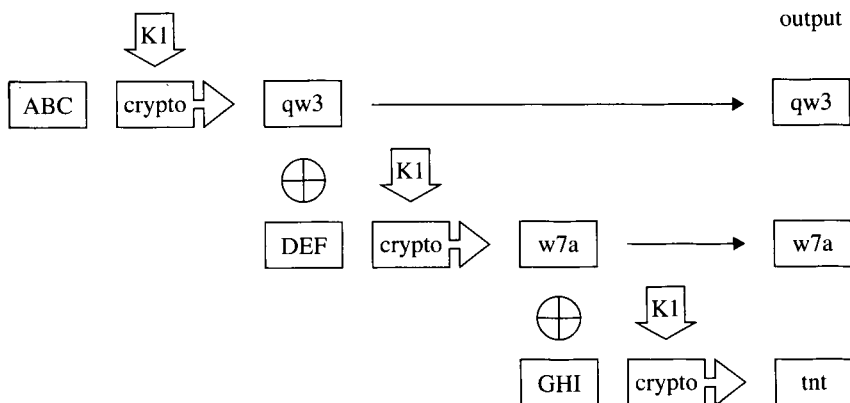 output
K1
ABC crypto qw3 qw3
K1
DEF crypto w7a w7a
K1
GHI crypto tnt